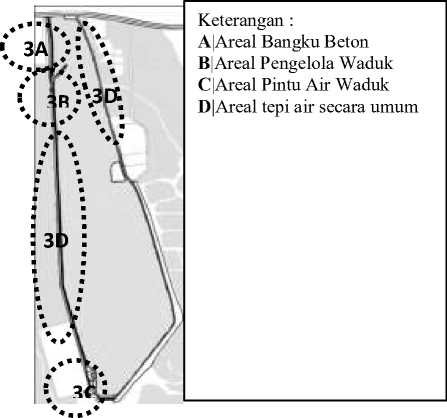 3A
3B
3D
3D
3C
Keterangan :
A|Areal Bangku Beton
B|Areal Pengelola Waduk
C|Areal Pintu Air Waduk
D|Areal tepi air secara umum